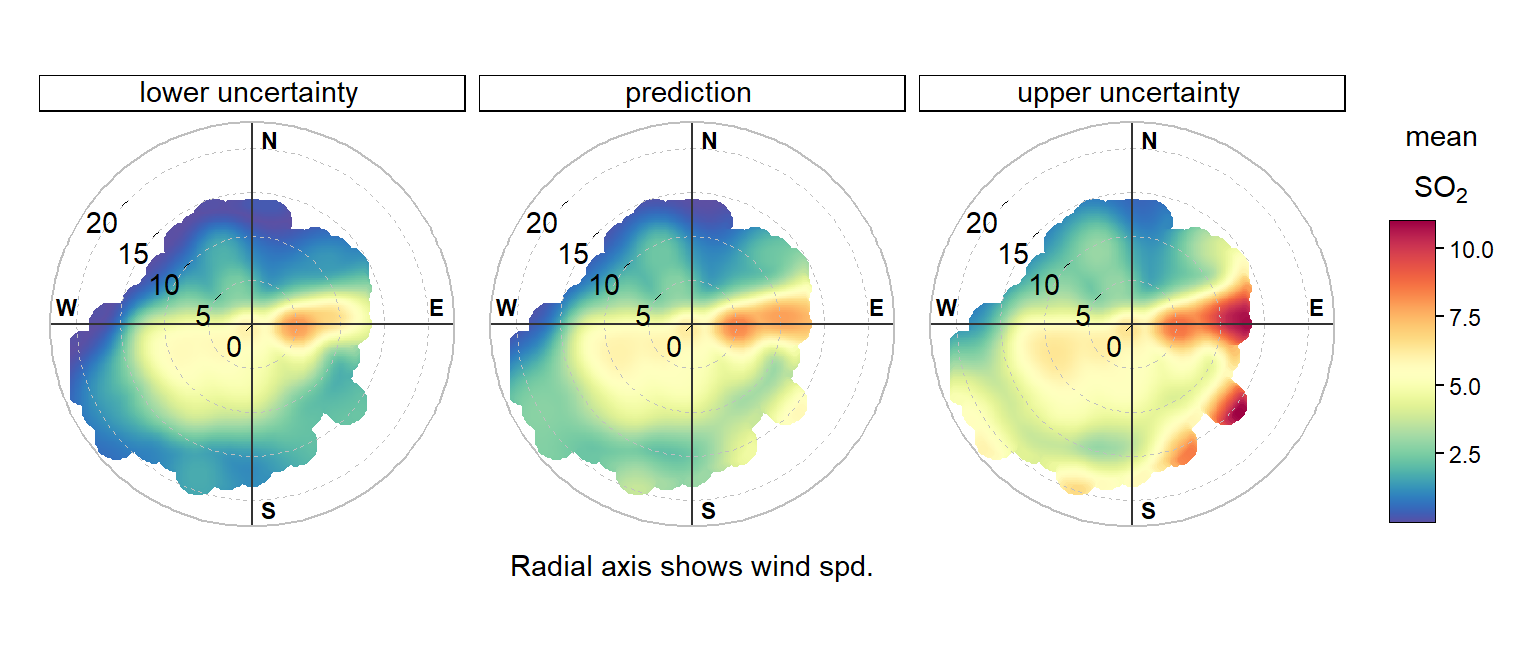 lower uncertainty
prediction
upper uncertainty
N
N
N
mean
SO₂
20
15
10
5
0
W
E
S
20
15
10
5
0
W
E
S
20
15
10
5
0
W
E
S
10.0
7.5
5.0
2.5
Radial axis shows wind spd.